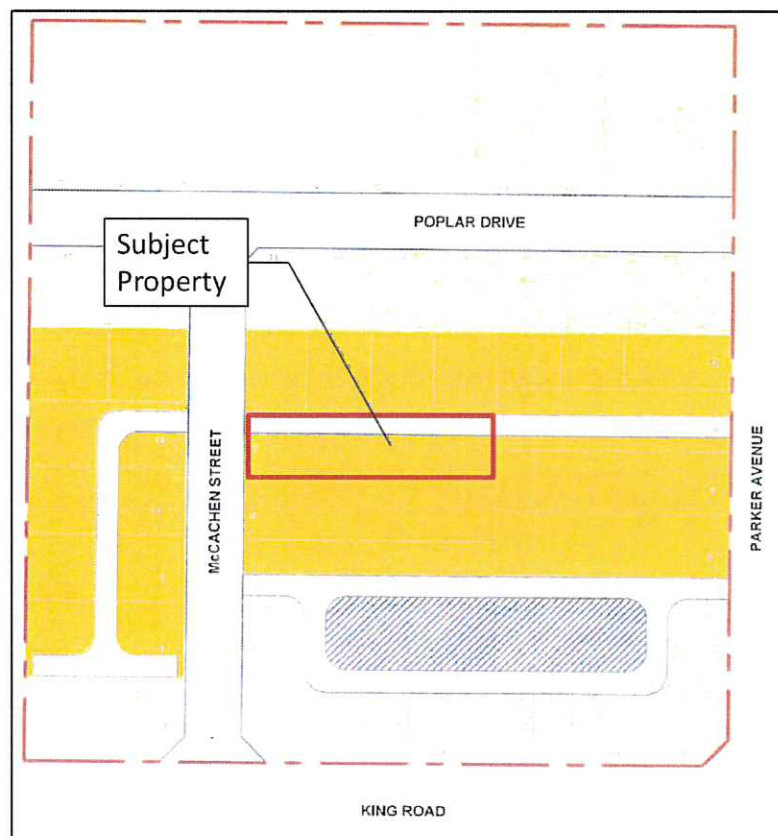 POPLAR DRIVE
Subject
Property
McCACHEN STREET
PARKER AVENUE
KING ROAD